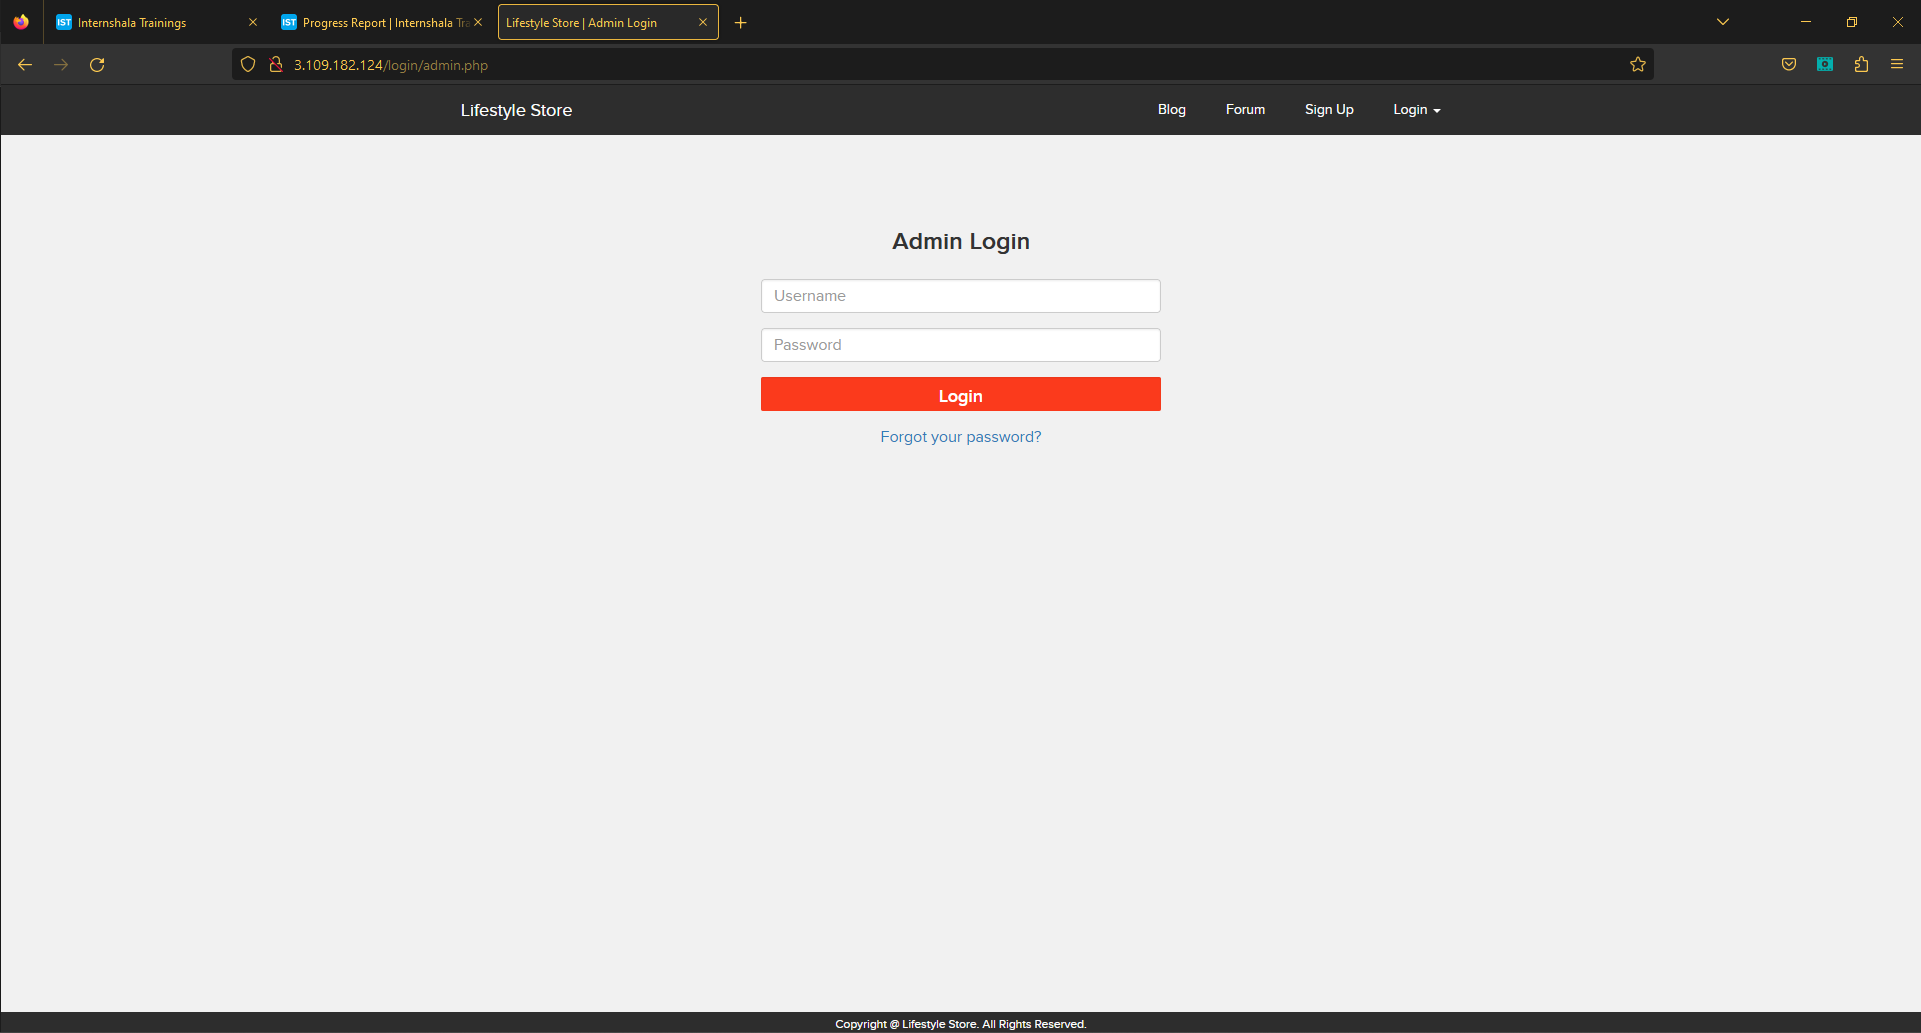 IST Internshala Trainings
IST Progress Report | Internshala Tra
Lifestyle Store | Admin Login
3.109.182.124/login/admin.php
Lifestyle Store
Blog
Forum
Sign Up
Login
Admin Login
Username
Password
Login
Forgot your password?
Copyright @ Lifestyle Store. All Rights Reserved.